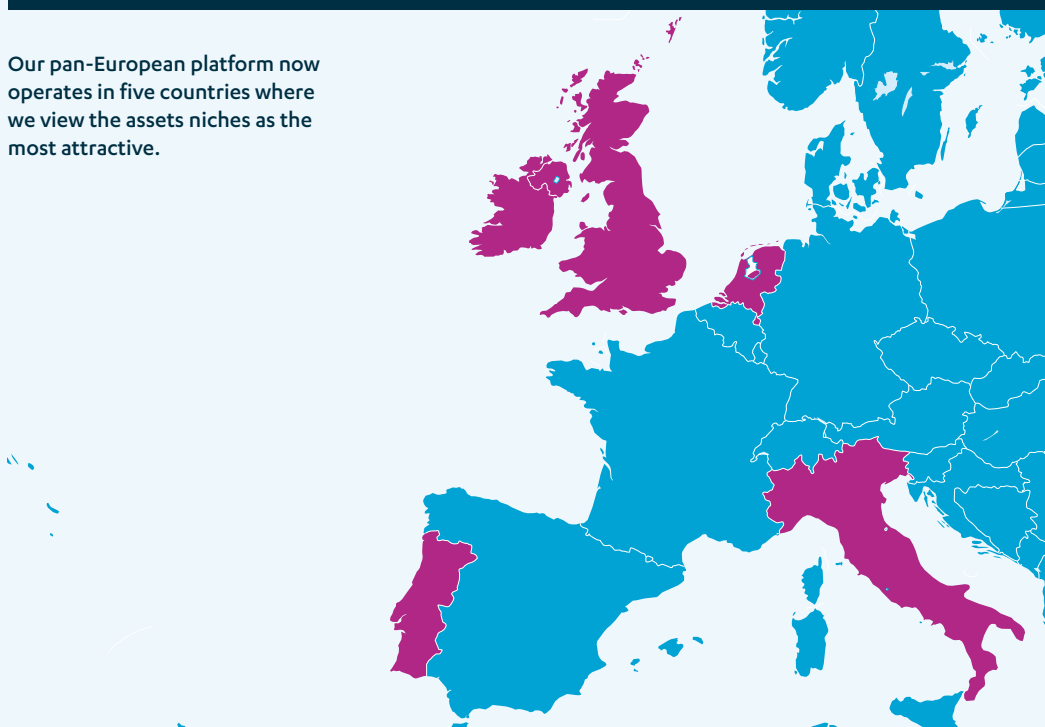 Our pan-European platform now
operates in five countries where
we view the assets niches as the
most attractive.